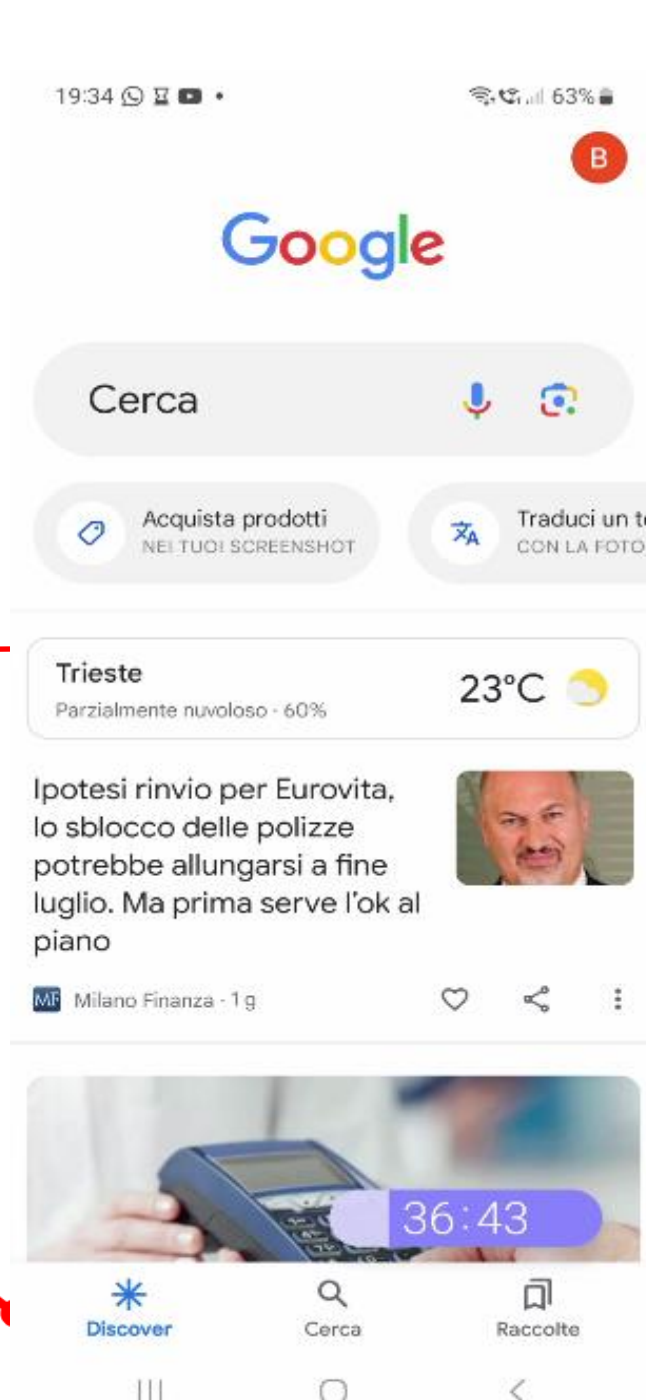 19:34 63%
B
Google
Cerca
Acquista prodotti
NEI TUOI SCREENSHOT
Traduci un te
CON LA FOTO
Trieste
Parzialmente nuvoloso · 60%
23°C
Ipotesi rinvio per Eurovita,
lo sblocco delle polizze
potrebbe allungarsi a fine
luglio. Ma prima serve l'ok al
piano
MF Milano Finanza · 1 g
36:43
Discover Cerca Raccolte